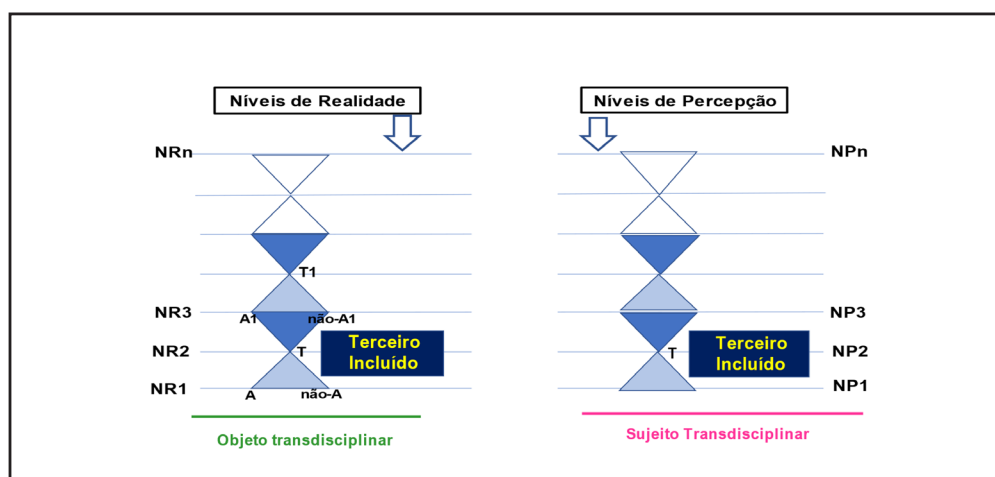 Níveis de Realidade
Níveis de Percepção
NRn
NPn
T1
NR3
A1
não-A1
NP3
NR2
T
Terceiro
Incluído
T
Terceiro
Incluído
NP2
NR1
A
não-A
NP1
Objeto transdisciplinar
Sujeito Transdisciplinar